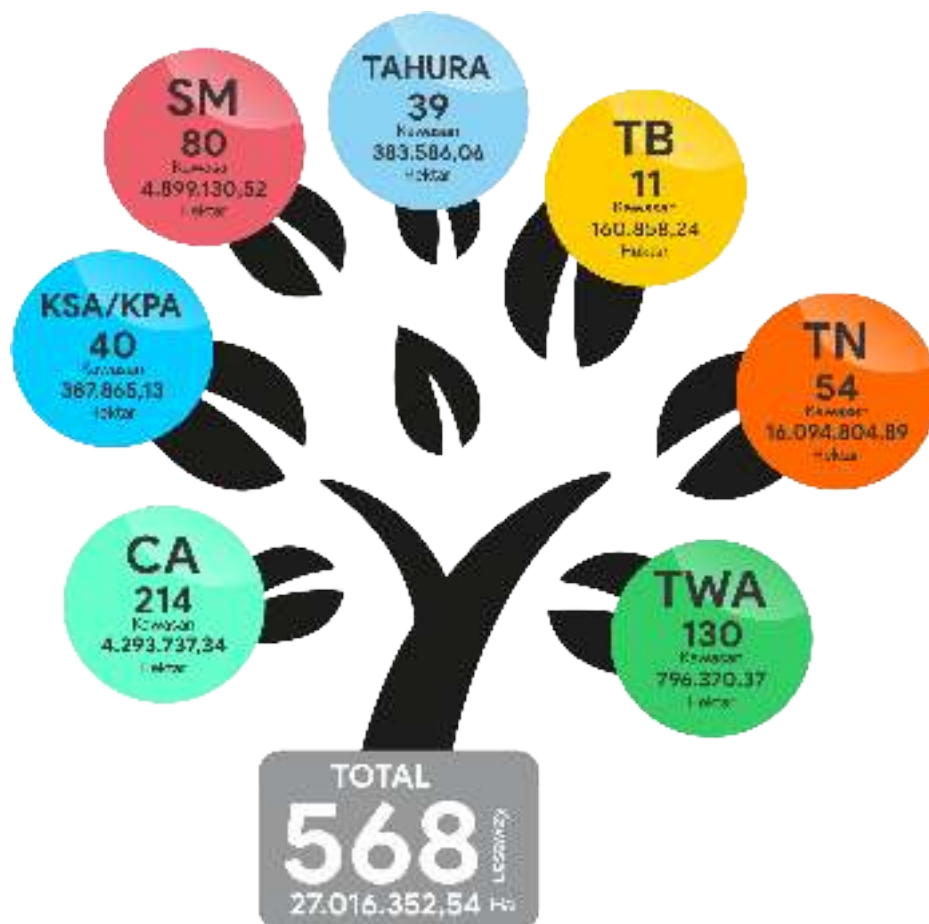 TAHURA
39
Kawasan
383.586,06
Hektar
SM
80
Kawasan
4.899.130,52
Hektar
TB
11
Kawasan
160.858,24
Hektar
KSA/KPA
40
Kawasan
387.865,13
Hektar
TN
54
Kawasan
16.094.804.89
Hektar
CA
214
Kawasan
4.293.737,34
Hektar
TWA
130
Kawasan
796.370.37
Hektar
TOTAL
568
Kawasan
27.016.352,54 Ha